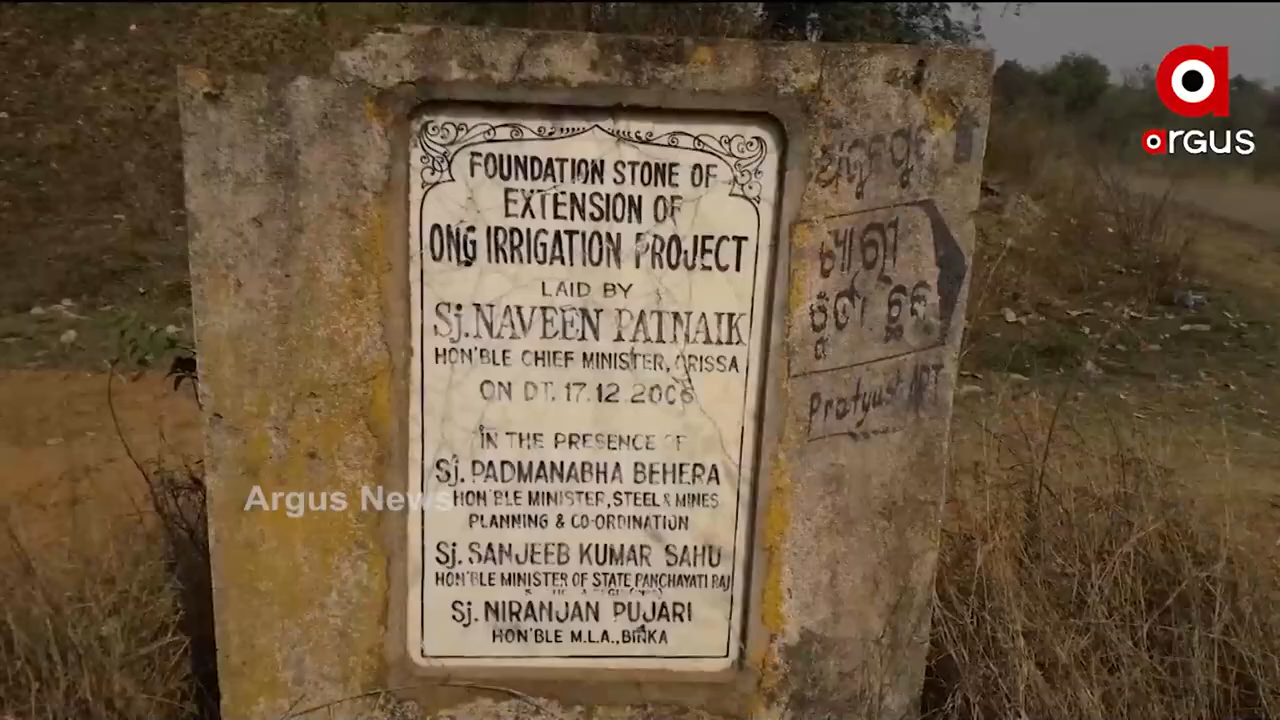 argus
FOUNDATION STONE OF
EXTENSION OF
ONG IRRIGATION PROJECT
LAID BY
Sj. NAVEEN PATNAIK
HON'BLE CHIEF MINISTER, ORISSA
ON DT. 17.12.2006
IN THE PRESENCE OF
Sj. PADMANABHA BEHERA
HON'BLE MINISTER, STEEL & MINES
PLANNING & CO-ORDINATION
Sj. SANJEEB KUMAR SAHU
HON'BLE MINISTER OF STATE PANCHAYATI RAJ
Sj. NIRANJAN PUJARI
HON'BLE M.L.A., BINKA
Pratyush ART
Argus News